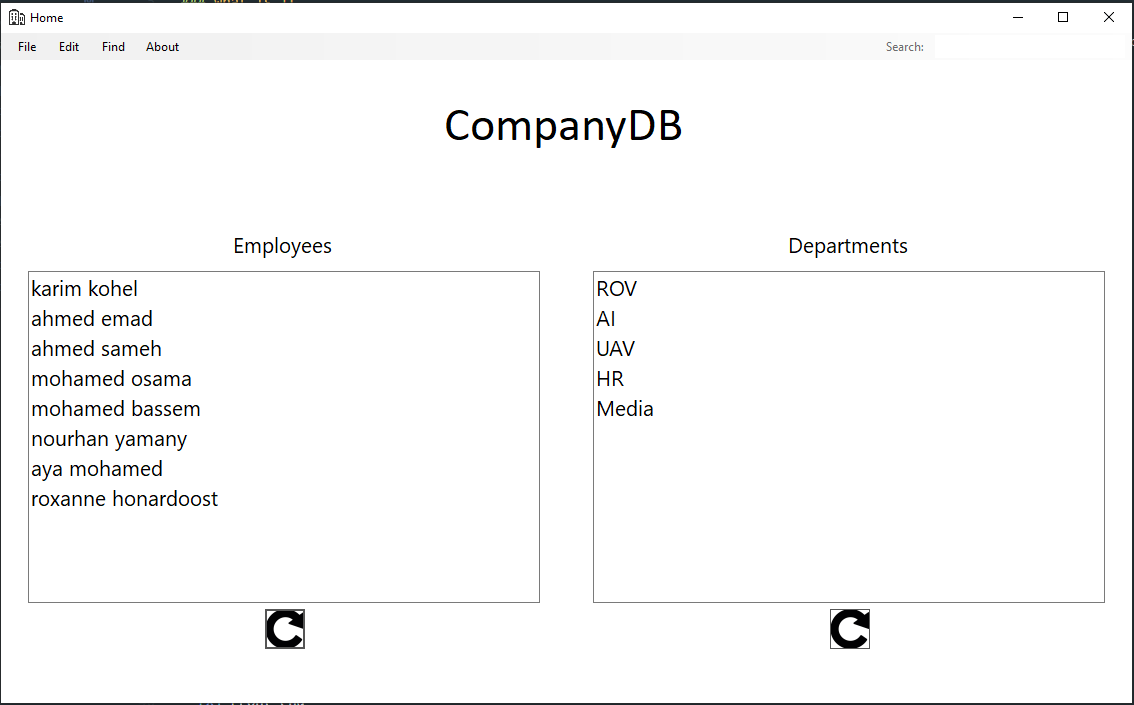 Home
File Edit Find About Search:
CompanyDB
Employees
karim kohel
ahmed emad
ahmed sameh
mohamed osama
mohamed bassem
nourhan yamany
aya mohamed
roxanne honardoost
Departments
ROV
AI
UAV
HR
Media